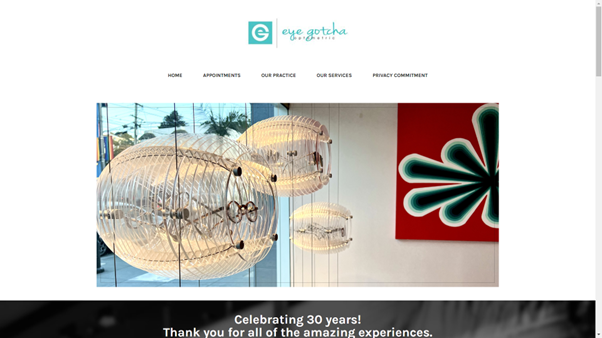 eye gotcha
optometric
HOME
APPOINTMENTS
OUR PRACTICE
OUR SERVICES
PRIVACY COMMITMENT
Celebrating 30 years!
Thank you for all of the amazing experiences.